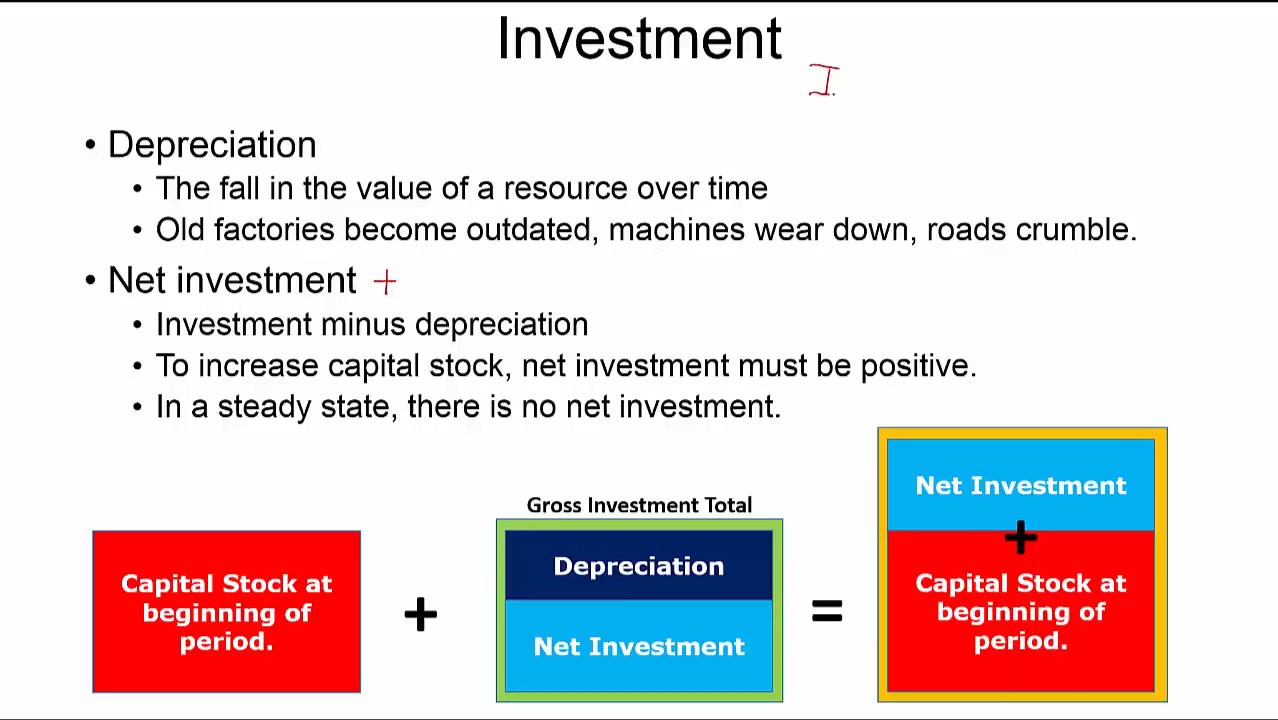 Investment
I
• Depreciation
• The fall in the value of a resource over time
• Old factories become outdated, machines wear down, roads crumble.
• Net investment +
• Investment minus depreciation
• To increase capital stock, net investment must be positive.
• In a steady state, there is no net investment.
Capital Stock at
beginning of
period.
+
Gross Investment Total
Depreciation
Net Investment
=
Net Investment
+
Capital Stock at
beginning of
period.